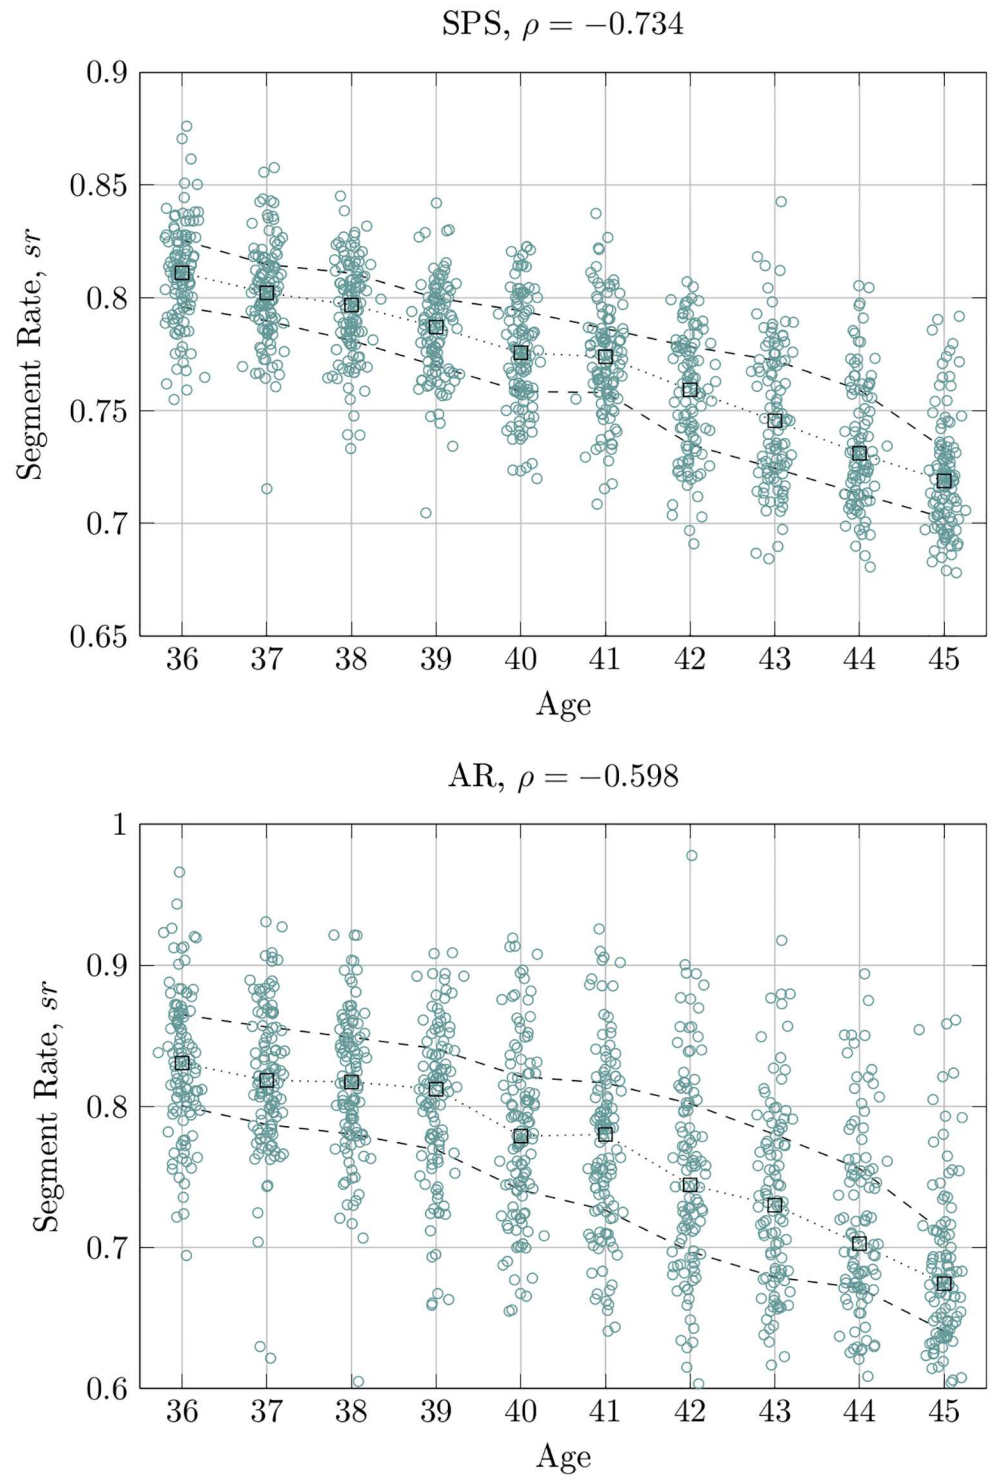 SPS, ρ = −0.734
0.9
0.85
0.8
0.75
0.7
0.65
Segment Rate, sr
36 37 38 39 40 41 42 43 44 45
Age
AR, ρ = −0.598
1
0.9
0.8
0.7
0.6
Segment Rate, sr
36 37 38 39 40 41 42 43 44 45
Age